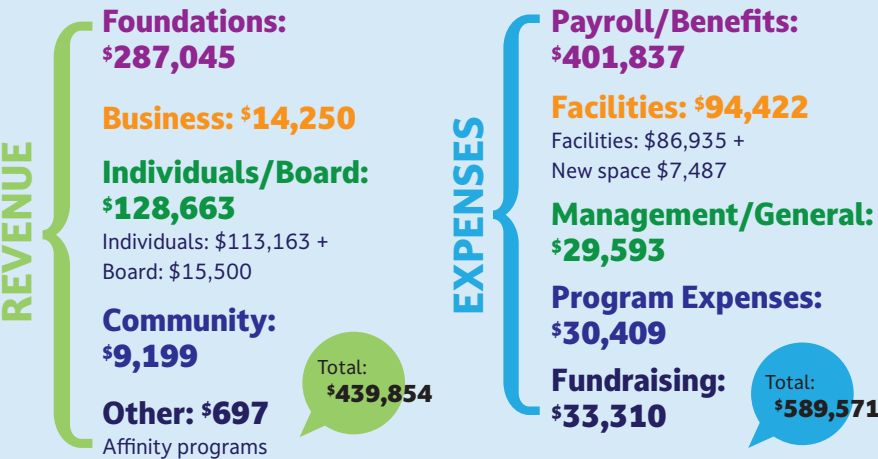 REVENUE
Foundations:
$287,045
Business: $14,250
Individuals/Board:
$128,663
Individuals: $113,163 +
Board: $15,500
Community:
$9,199
Other: $697
Affinity programs
Total:
$439,854
EXPENSES
Payroll/Benefits:
$401,837
Facilities: $94,422
Facilities: $86,935 +
New space $7,487
Management/General:
$29,593
Program Expenses:
$30,409
Fundraising:
$33,310
Total:
$589,571